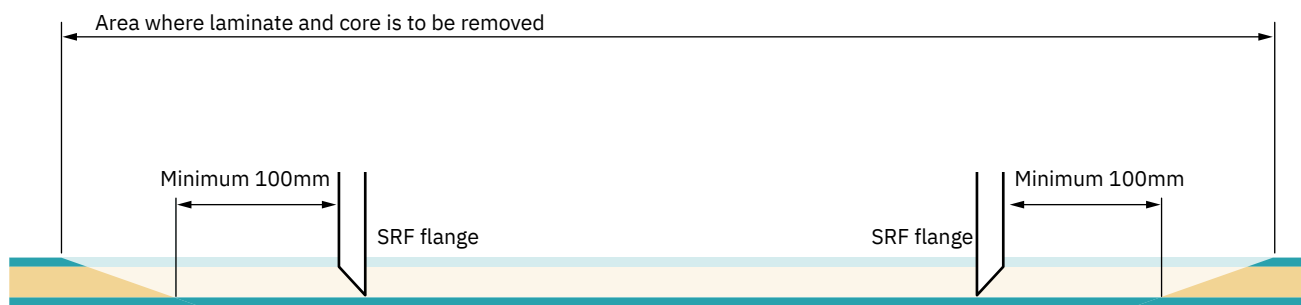 Area where laminate and core is to be removed
Minimum 100mm
Minimum 100mm
SRF flange
SRF flange